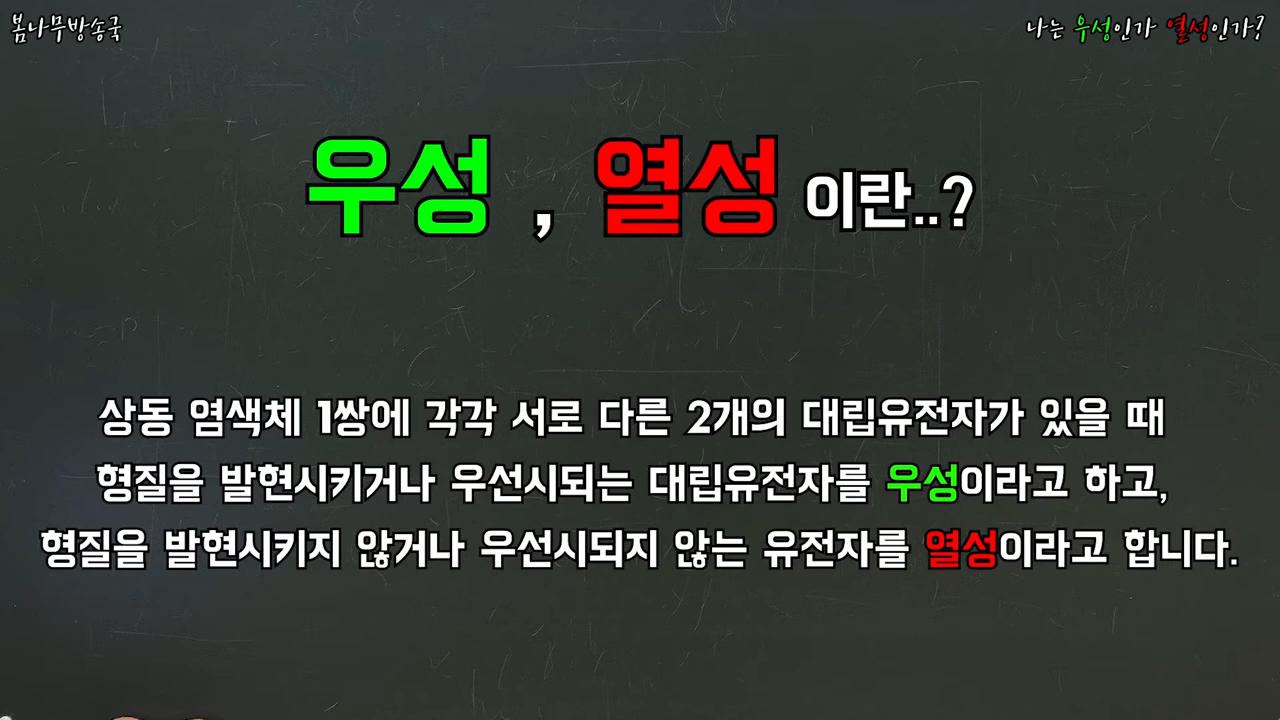 봄나무방송국
나는 우성인가 열성인가?
우성 , 열성 이란..?
상동 염색체 1쌍에 각각 서로 다른 2개의 대립유전자가 있을 때
형질을 발현시키거나 우선시되는 대립유전자를 우성이라고 하고,
형질을 발현시키지 않거나 우선시되지 않는 유전자를 열성이라고 합니다.